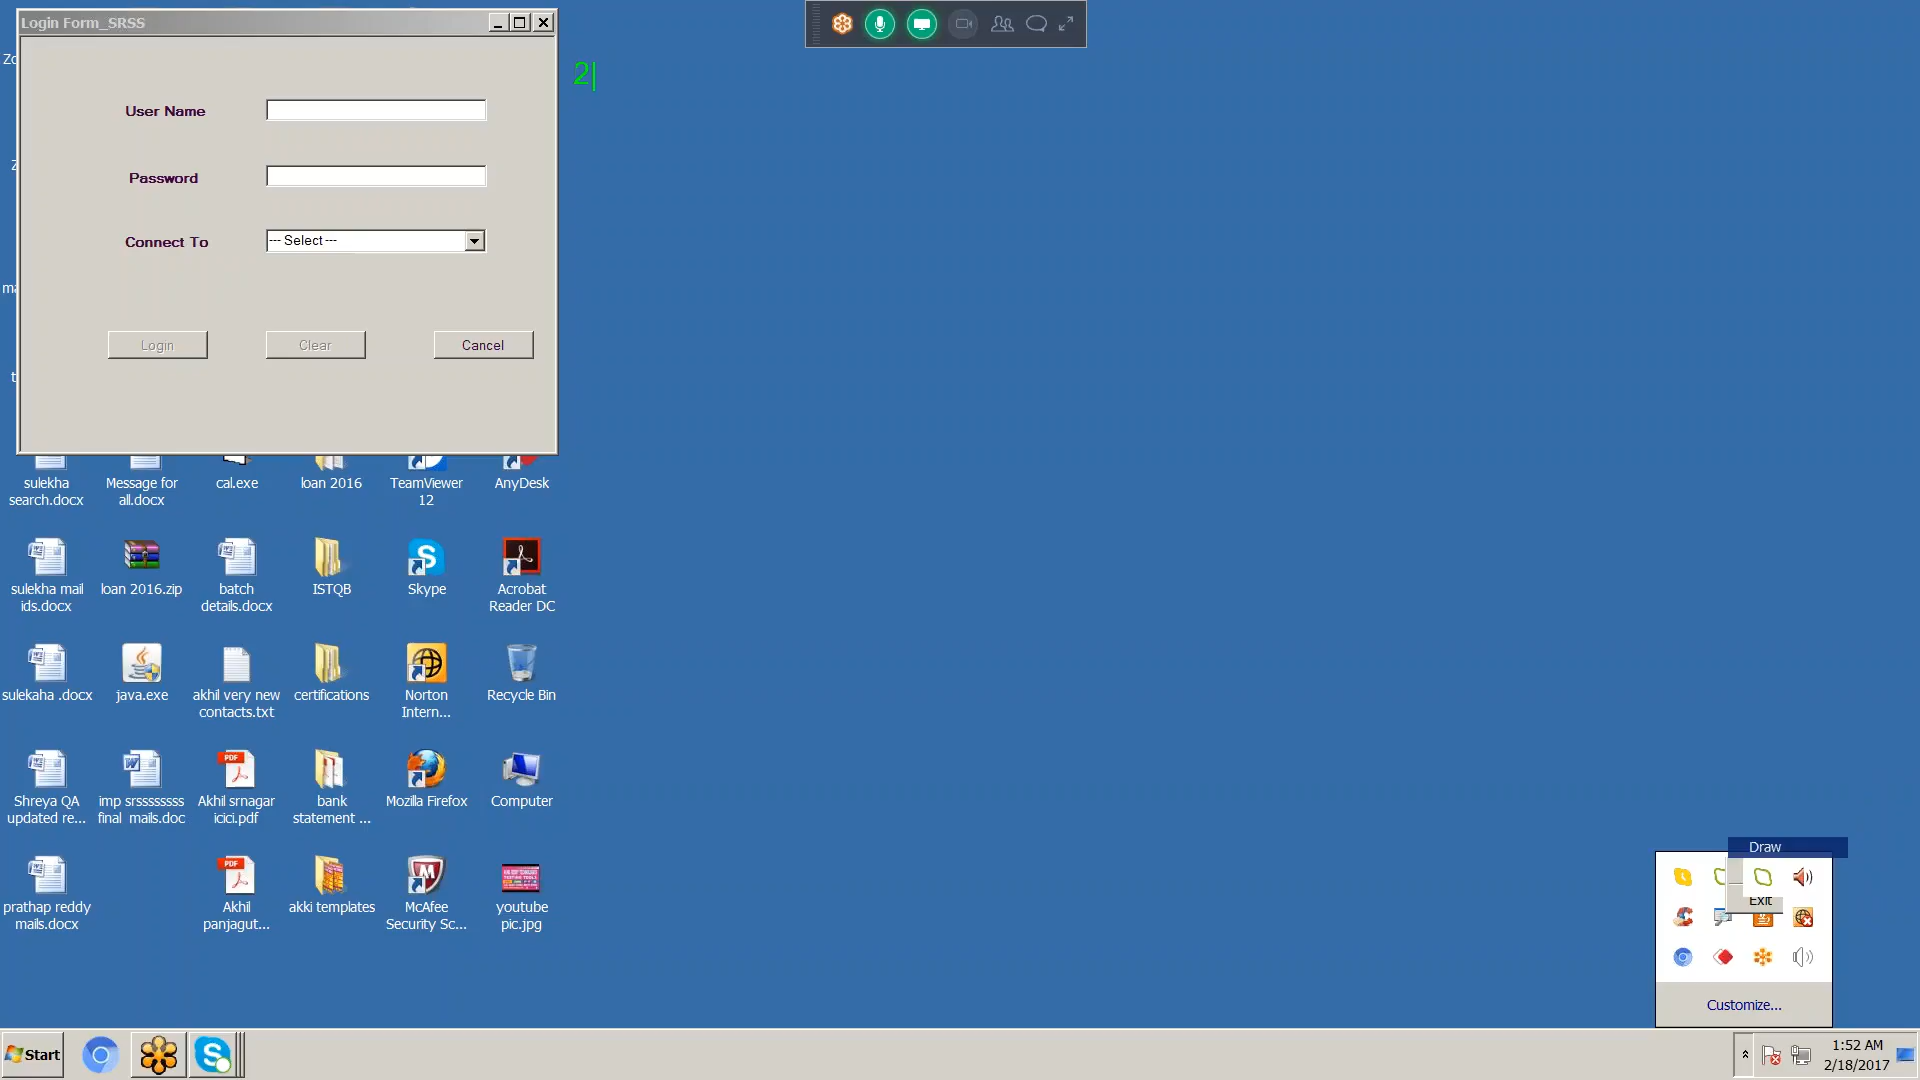 Login Form_SRSS
2
User Name
Password
Connect To
--- Select ---
Login
Clear
Cancel
sulekha search.docx
Message for all.docx
cal.exe
loan 2016
TeamViewer 12
AnyDesk
sulekha mail ids.docx
loan 2016.zip
batch details.docx
ISTQB
Skype
Acrobat Reader DC
sulekaha .docx
java.exe
akhil very new contacts.txt
certifications
Norton Intern...
Recycle Bin
Shreya QA updated re...
imp srssssssss final mails.doc
Akhil srnagar icici.pdf
bank statement ...
Mozilla Firefox
Computer
prathap reddy mails.docx
Akhil panjagut...
akki templates
McAfee Security Sc...
youtube pic.jpg
Draw
Exit
Customize...
Start
1:52 AM
2/18/2017